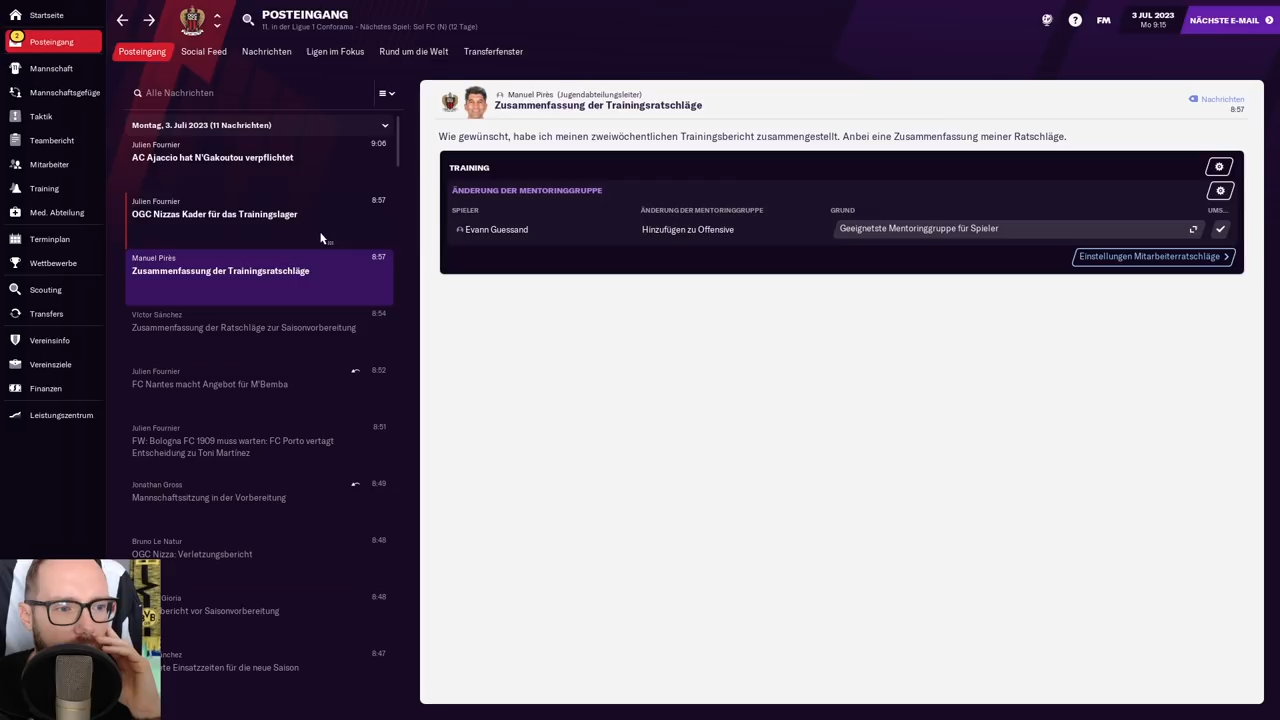 Startseite
2
Posteingang
Mannschaft
Mannschaftsgefüge
Taktik
Teambericht
Mitarbeiter
Training
Med. Abteilung
Terminplan
Wettbewerbe
Scouting
Transfers
Vereinsinfo
Vereinsziele
Finanzen
Leistungszentrum
POSTEINGANG
11. in der Ligue 1 Conforama - Nächstes Spiel: Sol FC (N) (12 Tage)
?
FM
3 JUL 2023
Mo 9:15
NÄCHSTE E-MAIL
Posteingang
Social Feed
Nachrichten
Ligen im Fokus
Rund um die Welt
Transferfenster
Alle Nachrichten
Montag, 3. Juli 2023 (11 Nachrichten)
Julien Fournier
9:06
AC Ajaccio hat N'Gakoutou verpflichtet
Julien Fournier
8:57
OGC Nizzas Kader für das Trainingslager
Manuel Pirès
8:57
Zusammenfassung der Trainingsratschläge
Víctor Sánchez
8:54
Zusammenfassung der Ratschläge zur Saisonvorbereitung
Julien Fournier
8:52
FC Nantes macht Angebot für M'Bemba
Julien Fournier
8:51
FW: Bologna FC 1909 muss warten: FC Porto vertagt
Entscheidung zu Toni Martínez
Jonathan Gross
8:49
Mannschaftssitzung in der Vorbereitung
Bruno Le Natur
8:48
OGC Nizza: Verletzungsbericht
Gioria
8:48
bericht vor Saisonvorbereitung
8:47
Einsatzzeiten für die neue Saison
Manuel Pirès (Jugendabteilungsleiter)
Zusammenfassung der Trainingsratschläge
Nachrichten
8:57
Wie gewünscht, habe ich meinen zweiwöchentlichen Trainingsbericht zusammengestellt. Anbei eine Zusammenfassung meiner Ratschläge.
TRAINING
ÄNDERUNG DER MENTORINGGRUPPE
SPIELER
ÄNDERUNG DER MENTORINGGRUPPE
GRUND
UMS...
Evann Guessand
Hinzufügen zu Offensive
Geeignetste Mentoringgruppe für Spieler
Einstellungen Mitarbeiterratschläge